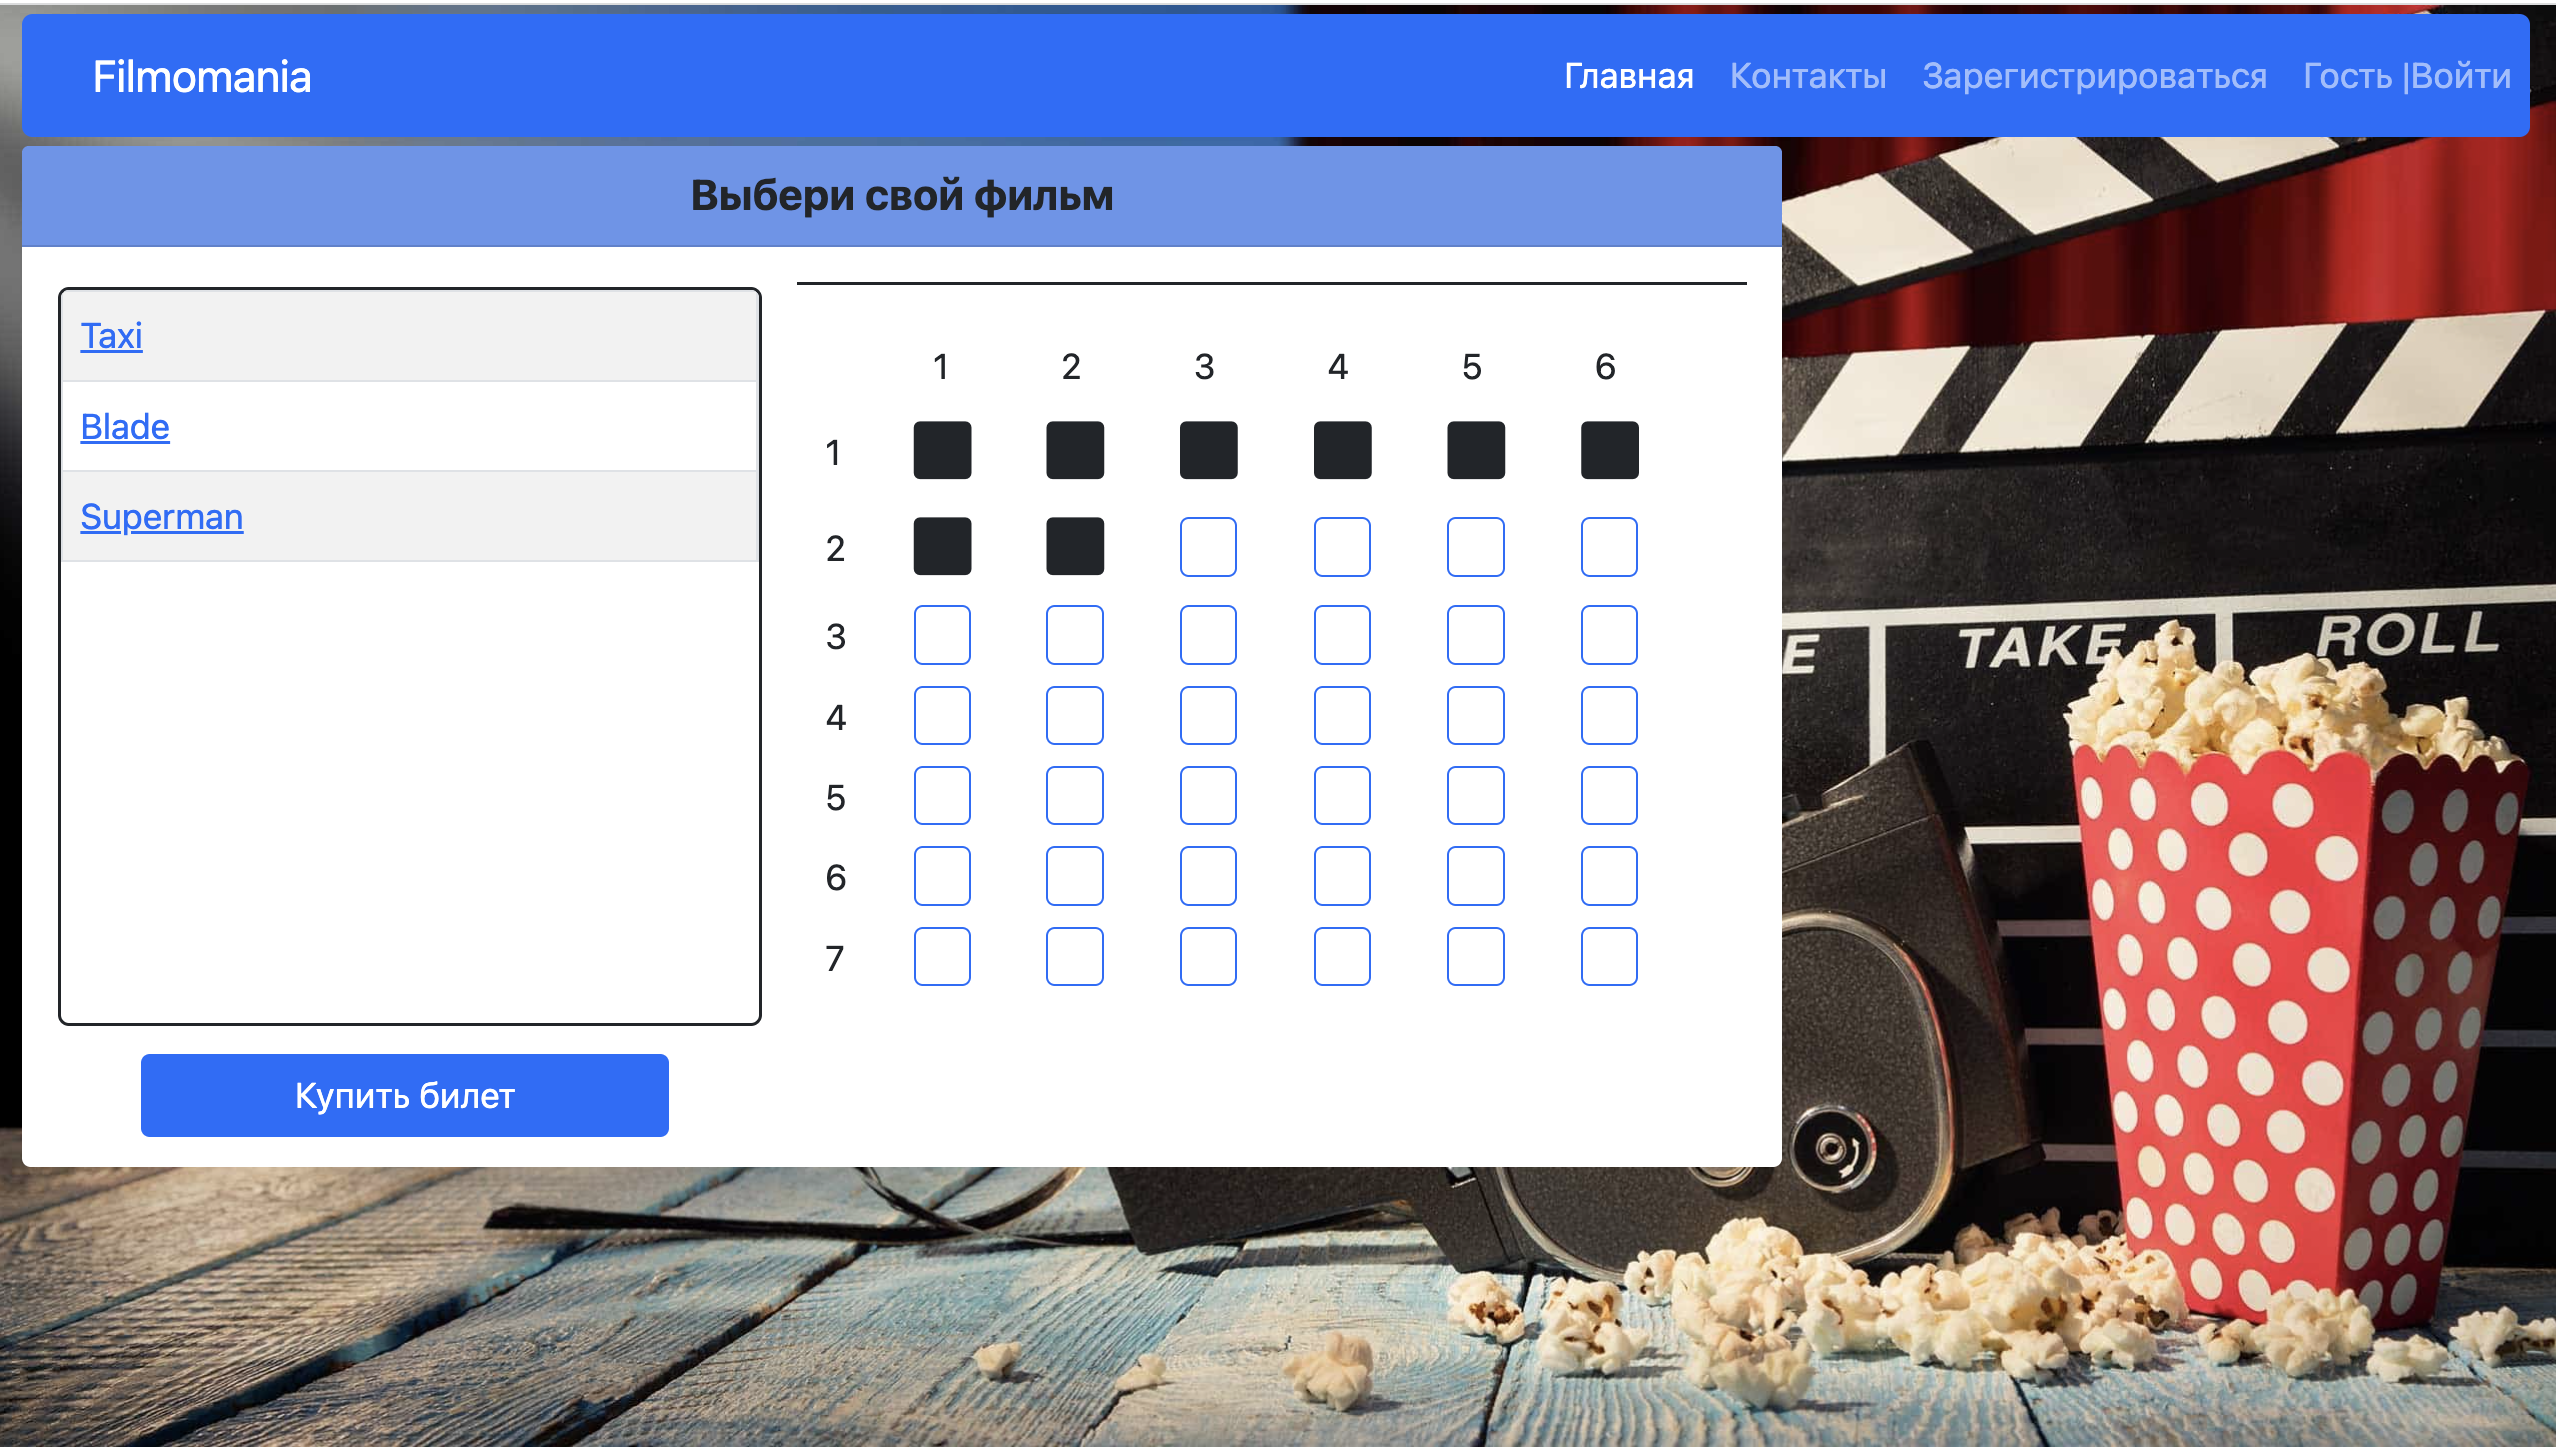 Filmomania
Главная Контакты Зарегистрироваться Гость |Войти
Выбери свой фильм
Taxi
Blade
Superman
1 2 3 4 5 6
1
2
3
4
5
6
7
Купить билет
E TAKE ROLL